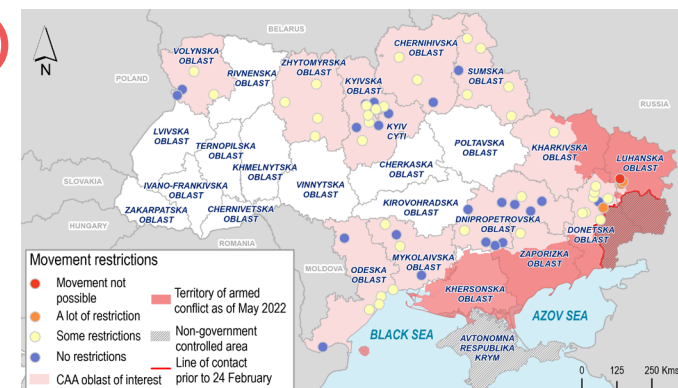 BELARUS
VOLYNSKA
OBLAST
RIVNENSKA
OBLAST
ZHYTOMYRSKA
OBLAST
KYIVSKA
OBLAST
CHERNIHIVSKA
OBLAST
SUMSKA
OBLAST
N
POLAND
RUSSIA
KYIV
CYTI
LVIVSKA
OBLAST
TERNOPILSKA
OBLAST
KHMELNYTSKA
OBLAST
VINNYTSKA
OBLAST
CHERKASKA
OBLAST
POLTAVSKA
OBLAST
KHARKIVSKA
OBLAST
LUHANSKA
OBLAST
SLOVAKIA
IVANO-FRANKIVSKA
OBLAST
ZAKARPATSKA
OBLAST
CHERNIVETSKA
OBLAST
KIROVOHRADSKA
OBLAST
DNIPROPETROVSKA
OBLAST
DONETSKA
OBLAST
HUNGARY
ROMANIA
MOLDOVA
ODESKA
OBLAST
MYKOLAIVSKA
OBLAST
ZAPORIZKA
OBLAST
KHERSONSKA
OBLAST
BLACK SEA
AZOV SEA
AVTONOMNA
RESPUBLIKA
KRYM
Movement restrictions
Movement not
possible
A lot of restriction
Some restrictions
No restrictions
CAA oblast of interest
Territory of armed
conflict as of May 2022
Non-government
controlled area
Line of contact
prior to 24 February
0 125 250 Kms